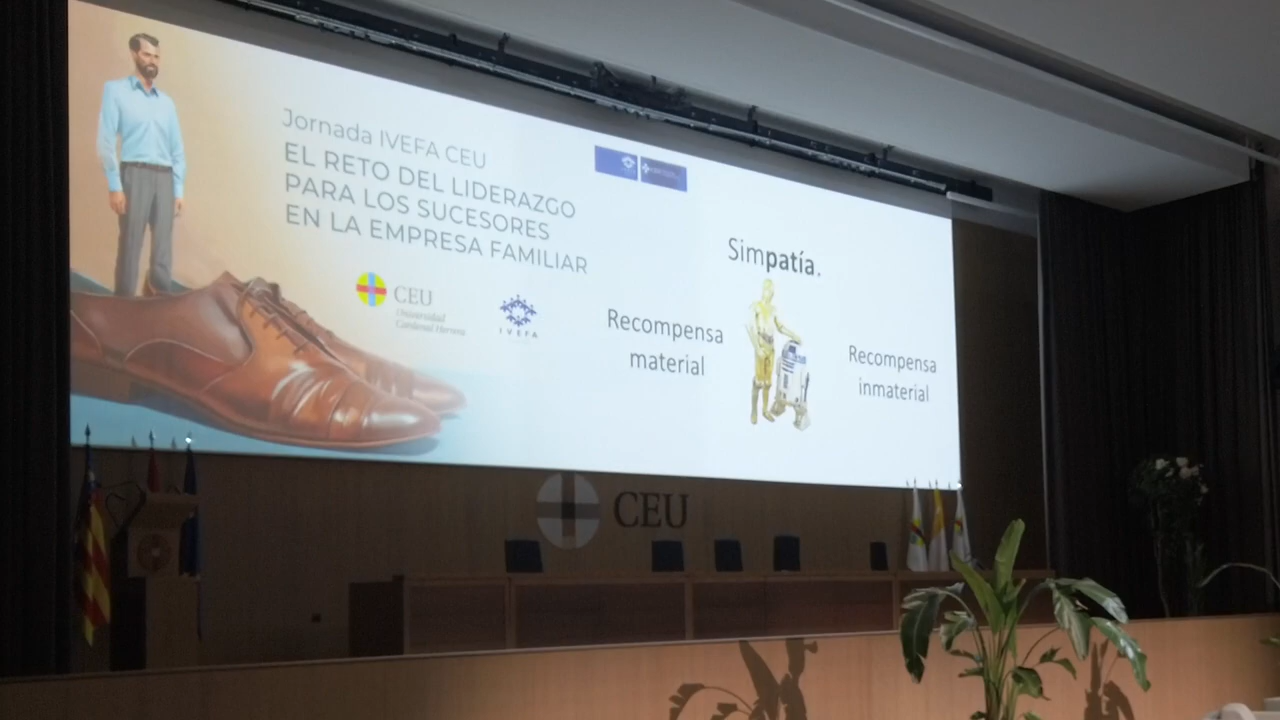 Jornada IVEFA CEU
EL RETO DEL LIDERAZGO
PARA LOS SUCESORES
EN LA EMPRESA FAMILIAR
CEU
Universidad
Cardenal Herrera
IVEFA
Simpatía.
Recompensa
material
Recompensa
inmaterial
CEU